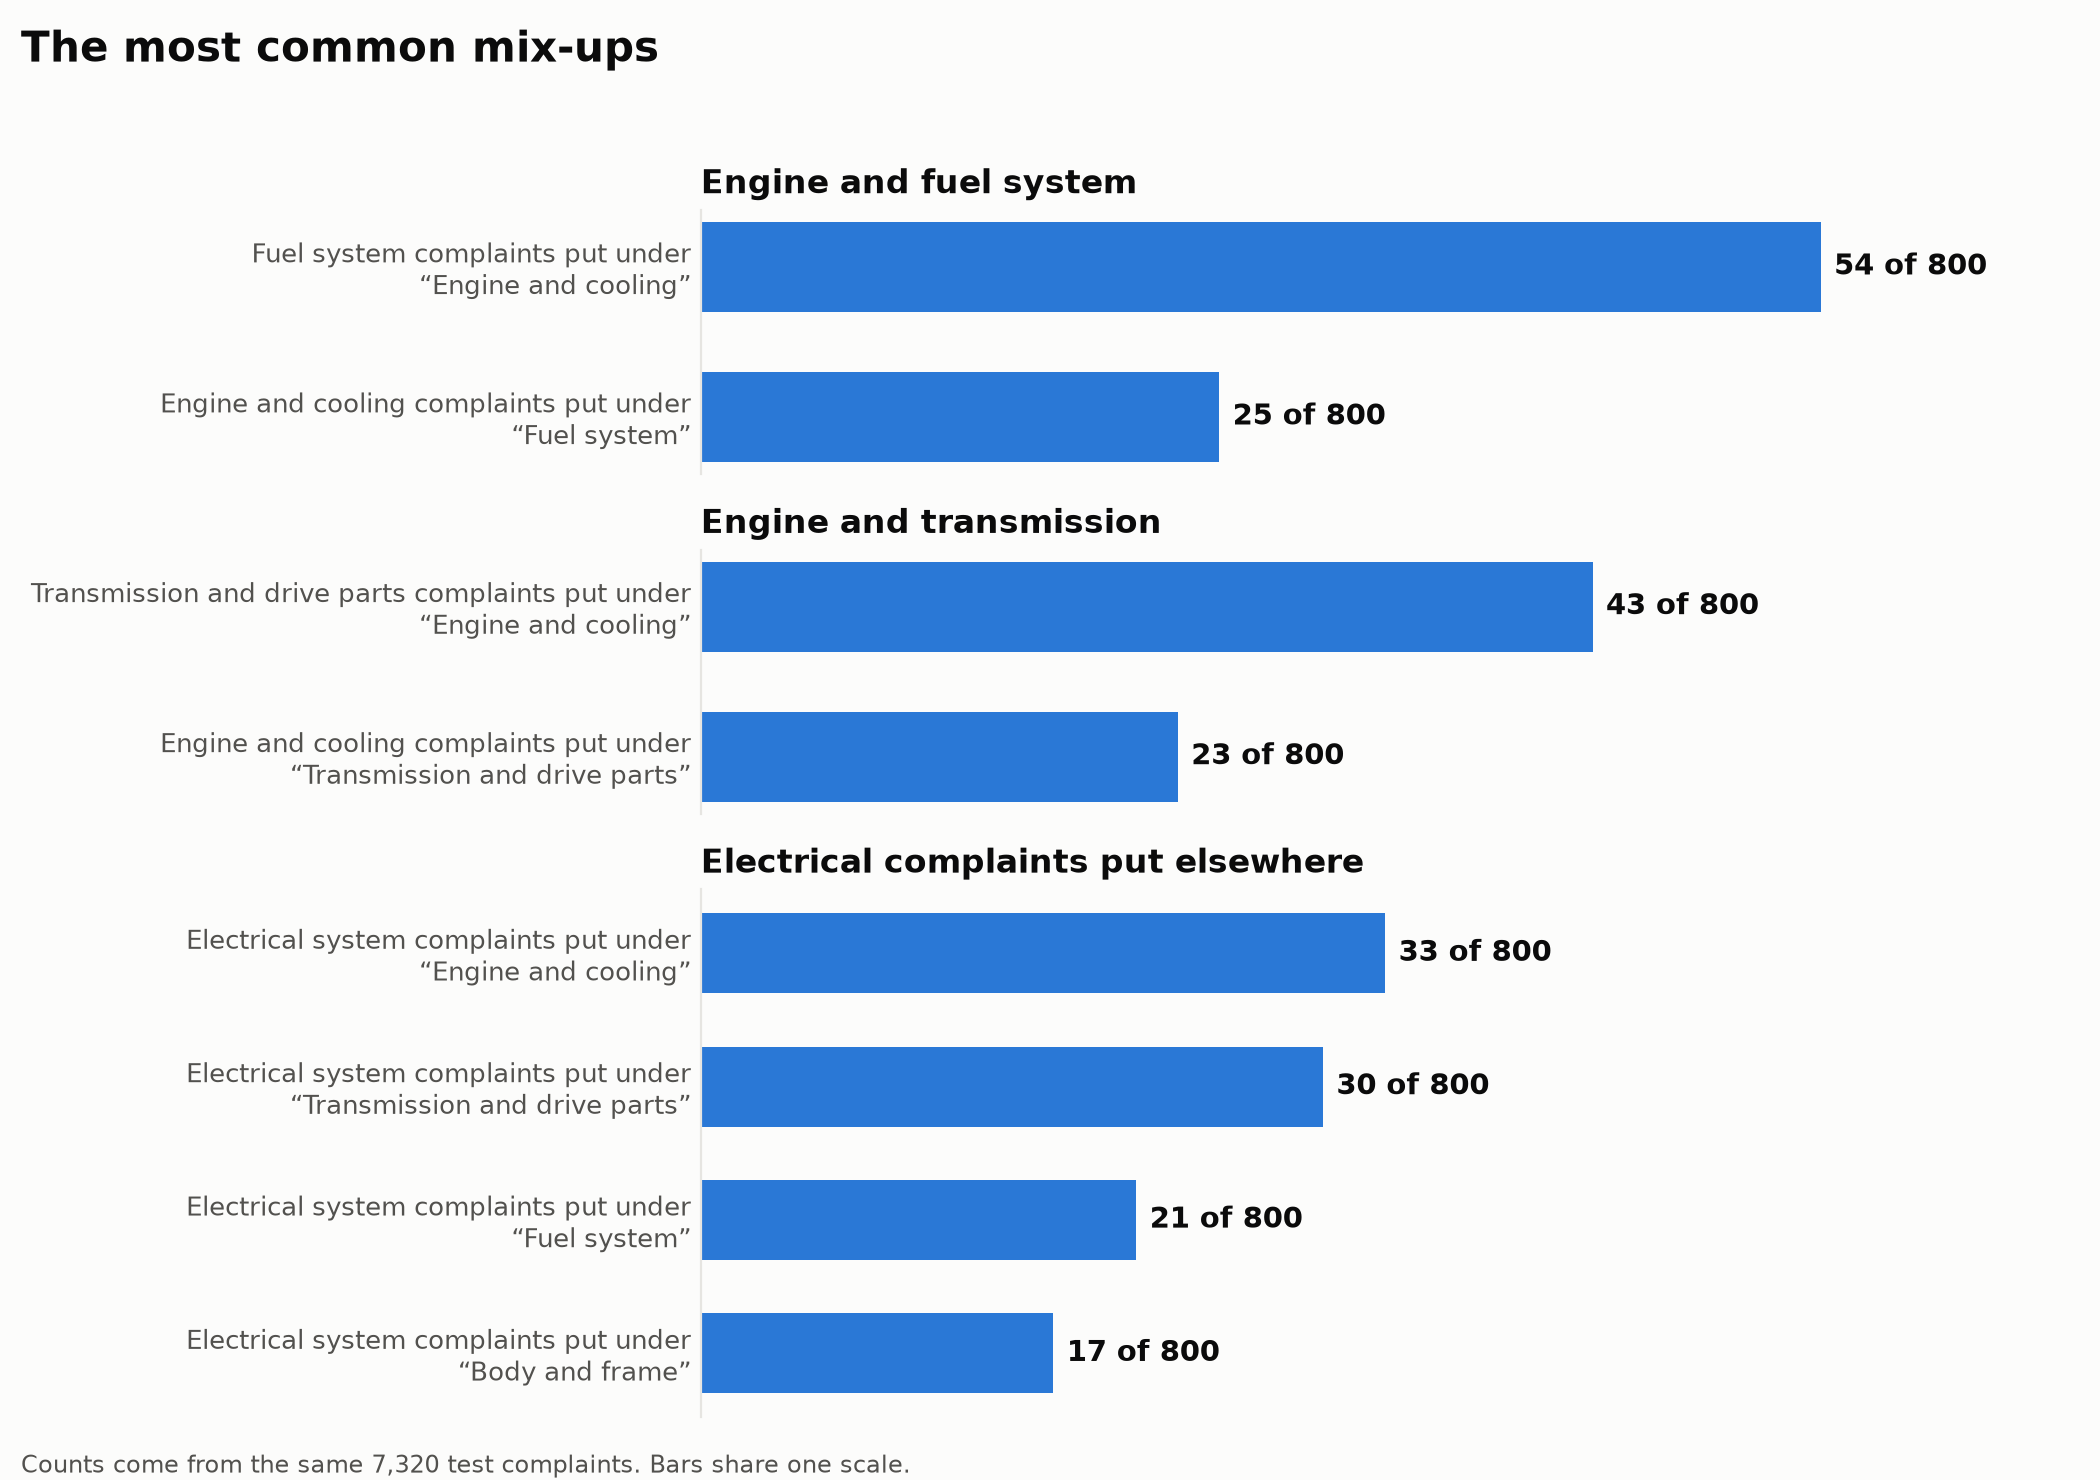 The most common mix-ups
Engine and fuel system
Fuel system complaints put under
“Engine and cooling”
54 of 800
Engine and cooling complaints put under
“Fuel system”
25 of 800
Engine and transmission
Transmission and drive parts complaints put under
“Engine and cooling”
43 of 800
Engine and cooling complaints put under
“Transmission and drive parts”
23 of 800
Electrical complaints put elsewhere
Electrical system complaints put under
“Engine and cooling”
33 of 800
Electrical system complaints put under
“Transmission and drive parts”
30 of 800
Electrical system complaints put under
“Fuel system”
21 of 800
Electrical system complaints put under
“Body and frame”
17 of 800
Counts come from the same 7,320 test complaints. Bars share one scale.